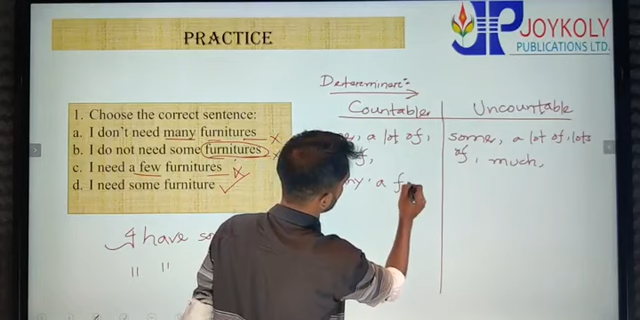 PRACTICE
JOYKOLY
PUBLICATIONS LTD.
1. Choose the correct sentence:
a. I don't need many furnitures
b. I do not need some furnitures
c. I need a few furnitures
d. I need some furniture
I have
" "
Determiners:-
Countable
a lot of,
a f
Uncountable
some, a lot of, lots
of, much,